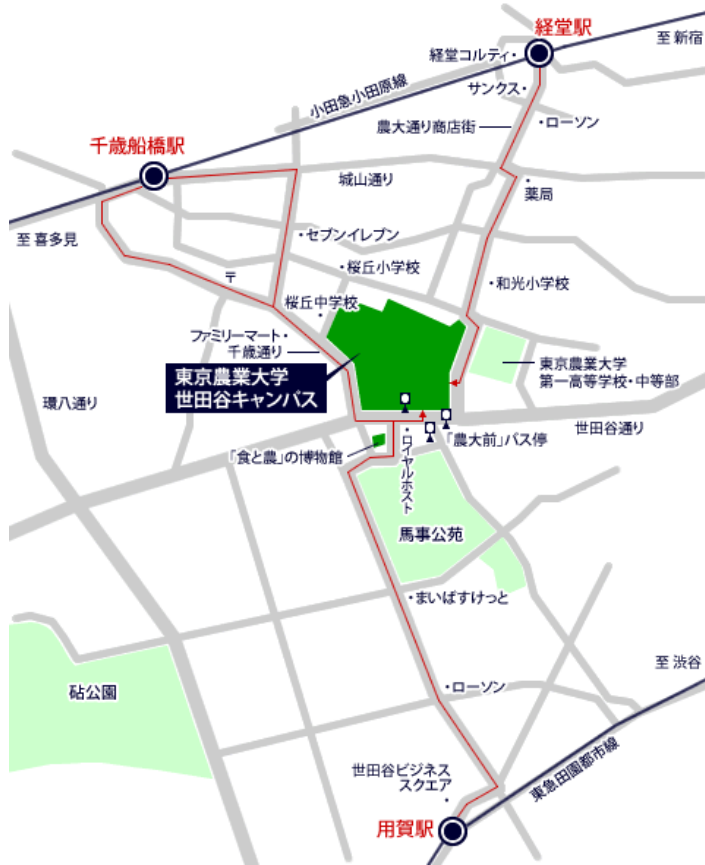 経堂駅
至 新宿
経堂コルティ・
サンクス・
小田急小田原線
農大通り商店街
・ローソン
千歳船橋駅
城山通り
・
薬局
至 喜多見
・セブンイレブン
・桜丘小学校
〒
・和光小学校
桜丘中学校
・
ファミリーマート・
千歳通り
東京農業大学
世田谷キャンパス
東京農業大学
第一高等学校・中等部
環八通り
世田谷通り
「農大前」バス停
「食と農」の博物館
・ロイヤルホスト
馬事公苑
・まいばすけっと
至 渋谷
砧公園
・ローソン
東急田園都市線
世田谷ビジネス
スクエア
・
用賀駅